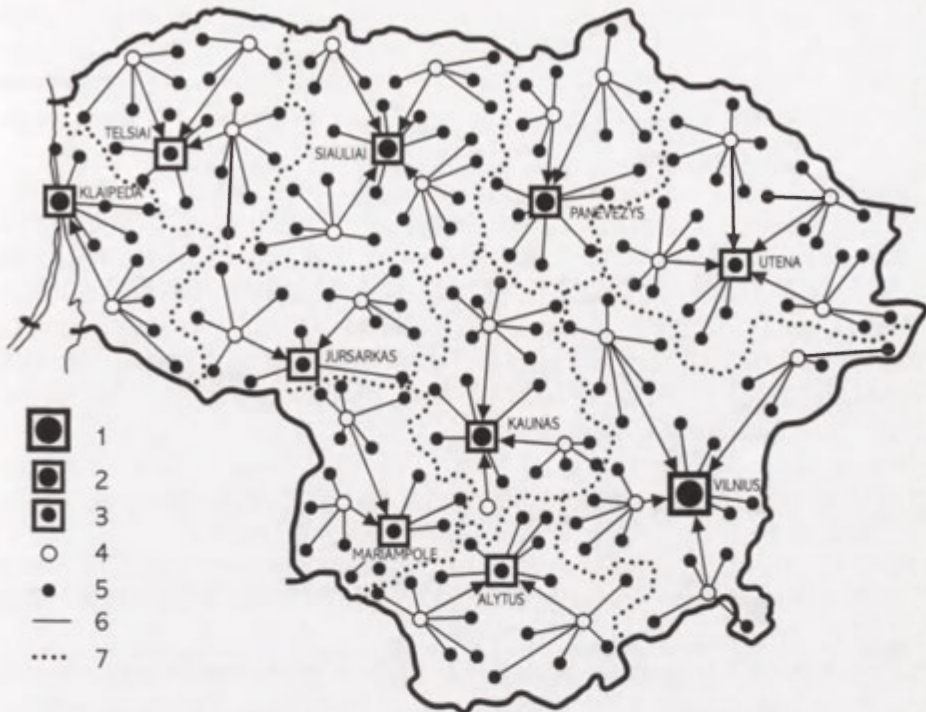 TELSIAI
SIAULIAI
KLAIPEDA
PANEVEZYS
UTENA
JURSARKAS
KAUNAS
VILNIUS
MARIAMPOLE
ALYTUS
1
2
3
4
5
6
7